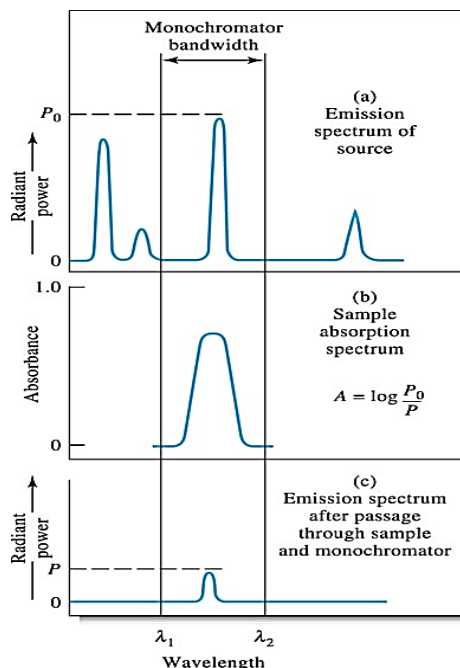 Monochromator
bandwidth
(a)
Emission
spectrum of
source
P0
Radiant
power
0
1.0
(b)
Sample
absorption
spectrum
A = log P0/P
Absorbance
0
(c)
Emission spectrum
after passage
through sample
and monochromator
Radiant
power
P
0
λ1 λ2
Wavelength